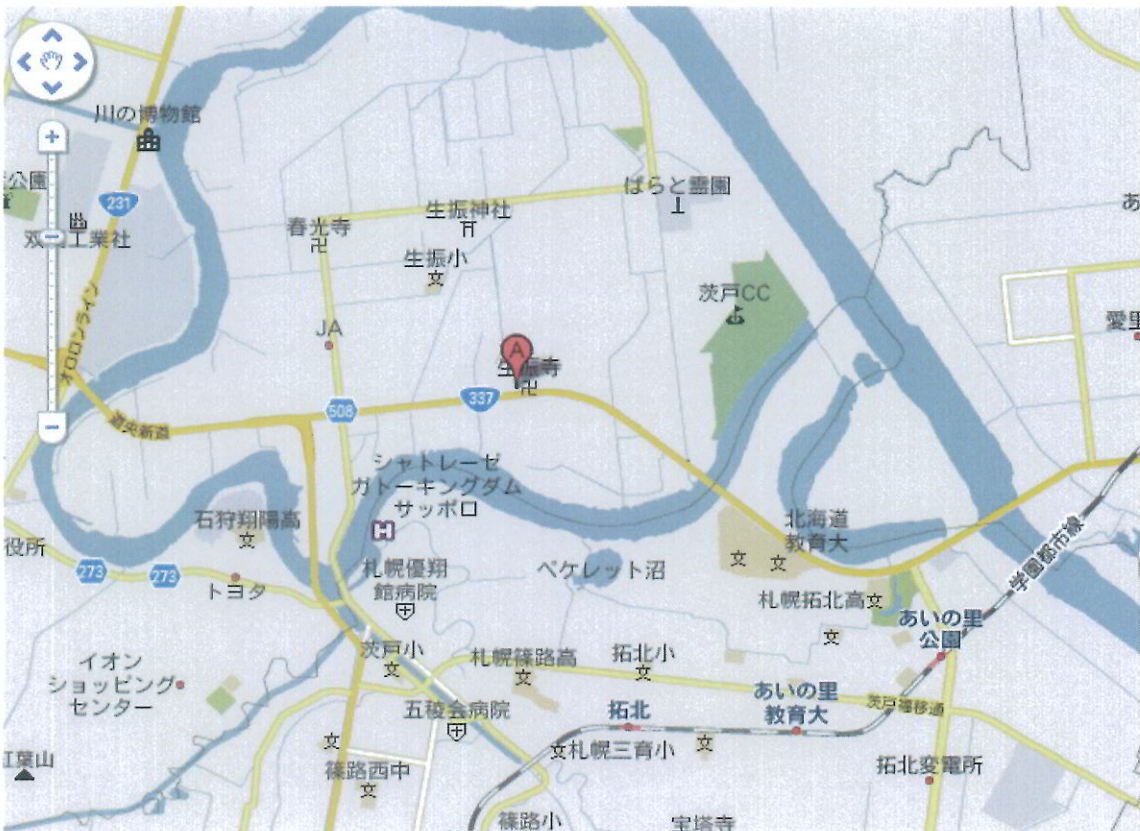 川の博物館
公園
231
工業社
オロロンライン
春光寺
生振神社
生振小
ばらと霊園
茨戸CC
あ
愛里
JA
A
生振寺
508
337
道央新道
シャトレーゼ
ガトーキングダム
サッポロ
石狩翔陽高
役所
273
273
トヨタ
札幌優翔
館病院
ペケレット沼
北海道
教育大
札幌拓北高
学園都市線
あいの里
公園
イオン
ショッピング
センター
茨戸小
札幌篠路高
拓北小
あいの里
教育大
茨戸福移通
五稜会病院
拓北
札幌三育小
拓北変電所
紅葉山
篠路西中
篠路小
宝塔寺